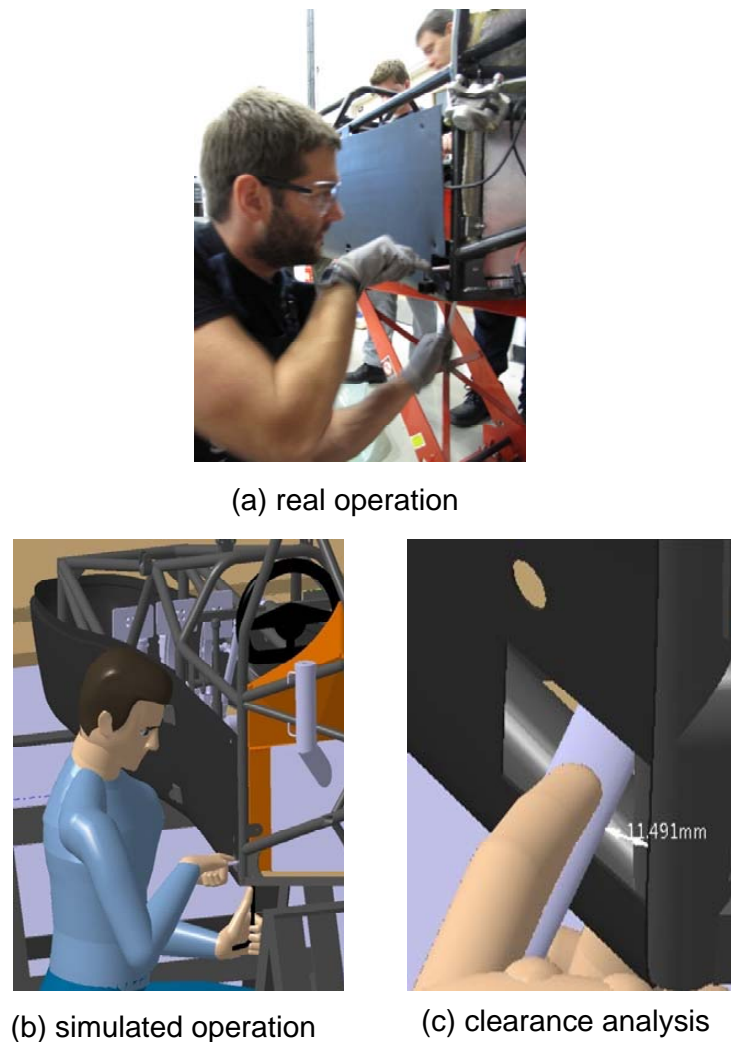 (a) real operation
11.491mm
(b) simulated operation
(c) clearance analysis